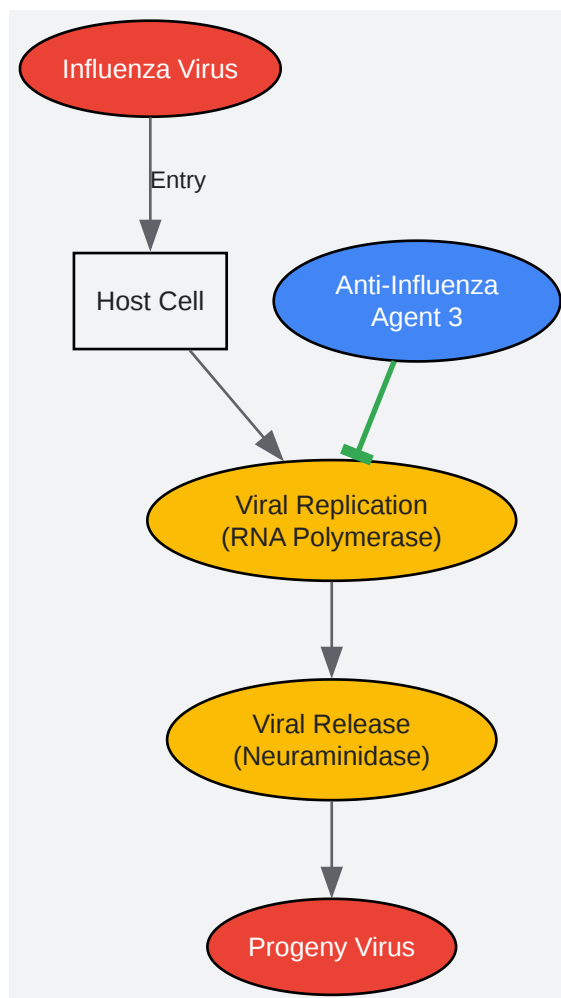 Influenza Virus
Entry
Host Cell
Anti-Influenza
Agent 3
Viral Replication
(RNA Polymerase)
Viral Release
(Neuraminidase)
Progeny Virus